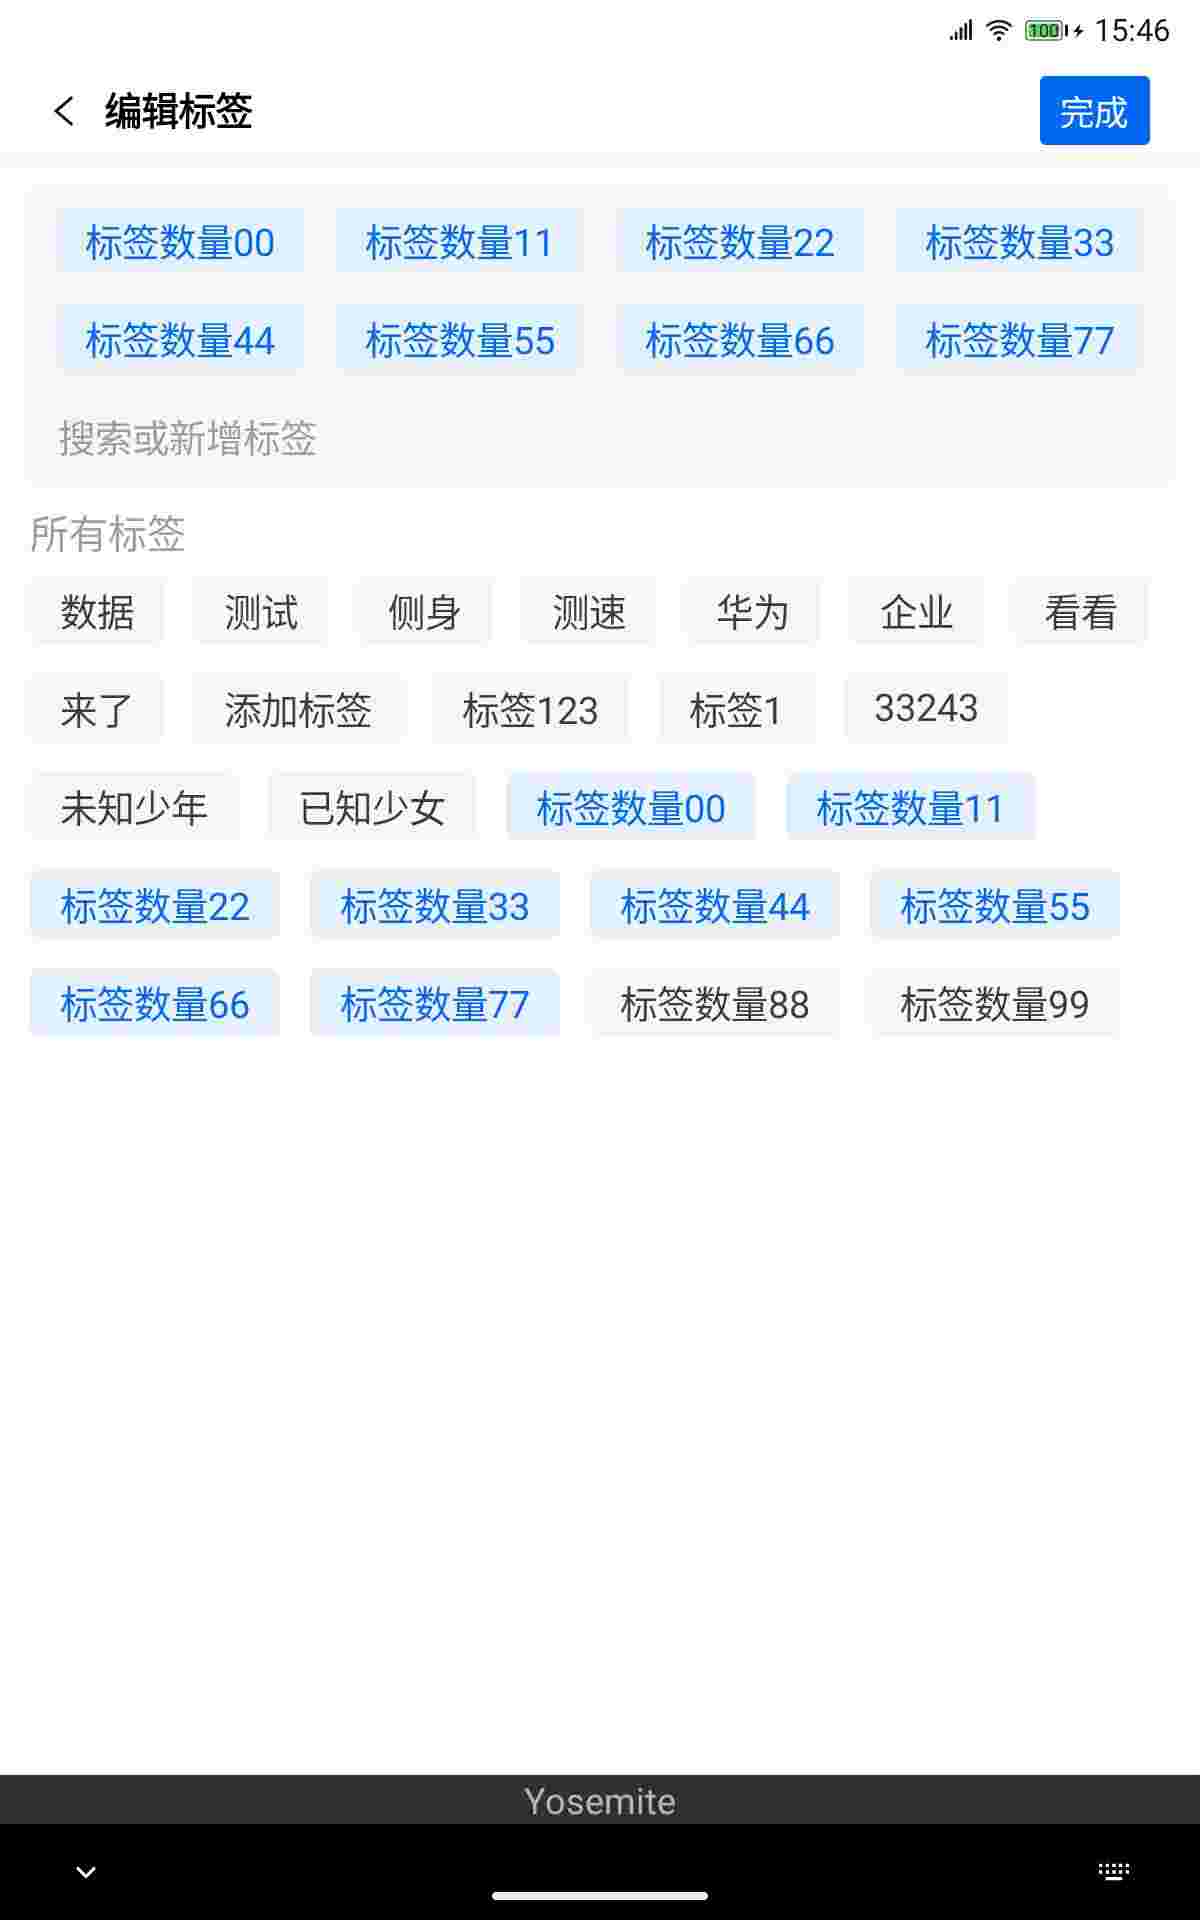 100 15:46
编辑标签 完成
标签数量00 标签数量11 标签数量22 标签数量33
标签数量44 标签数量55 标签数量66 标签数量77
搜索或新增标签
所有标签
数据 测试 侧身 测速 华为 企业 看看
来了 添加标签 标签123 标签1 33243
未知少年 已知少女 标签数量00 标签数量11
标签数量22 标签数量33 标签数量44 标签数量55
标签数量66 标签数量77 标签数量88 标签数量99
Yosemite